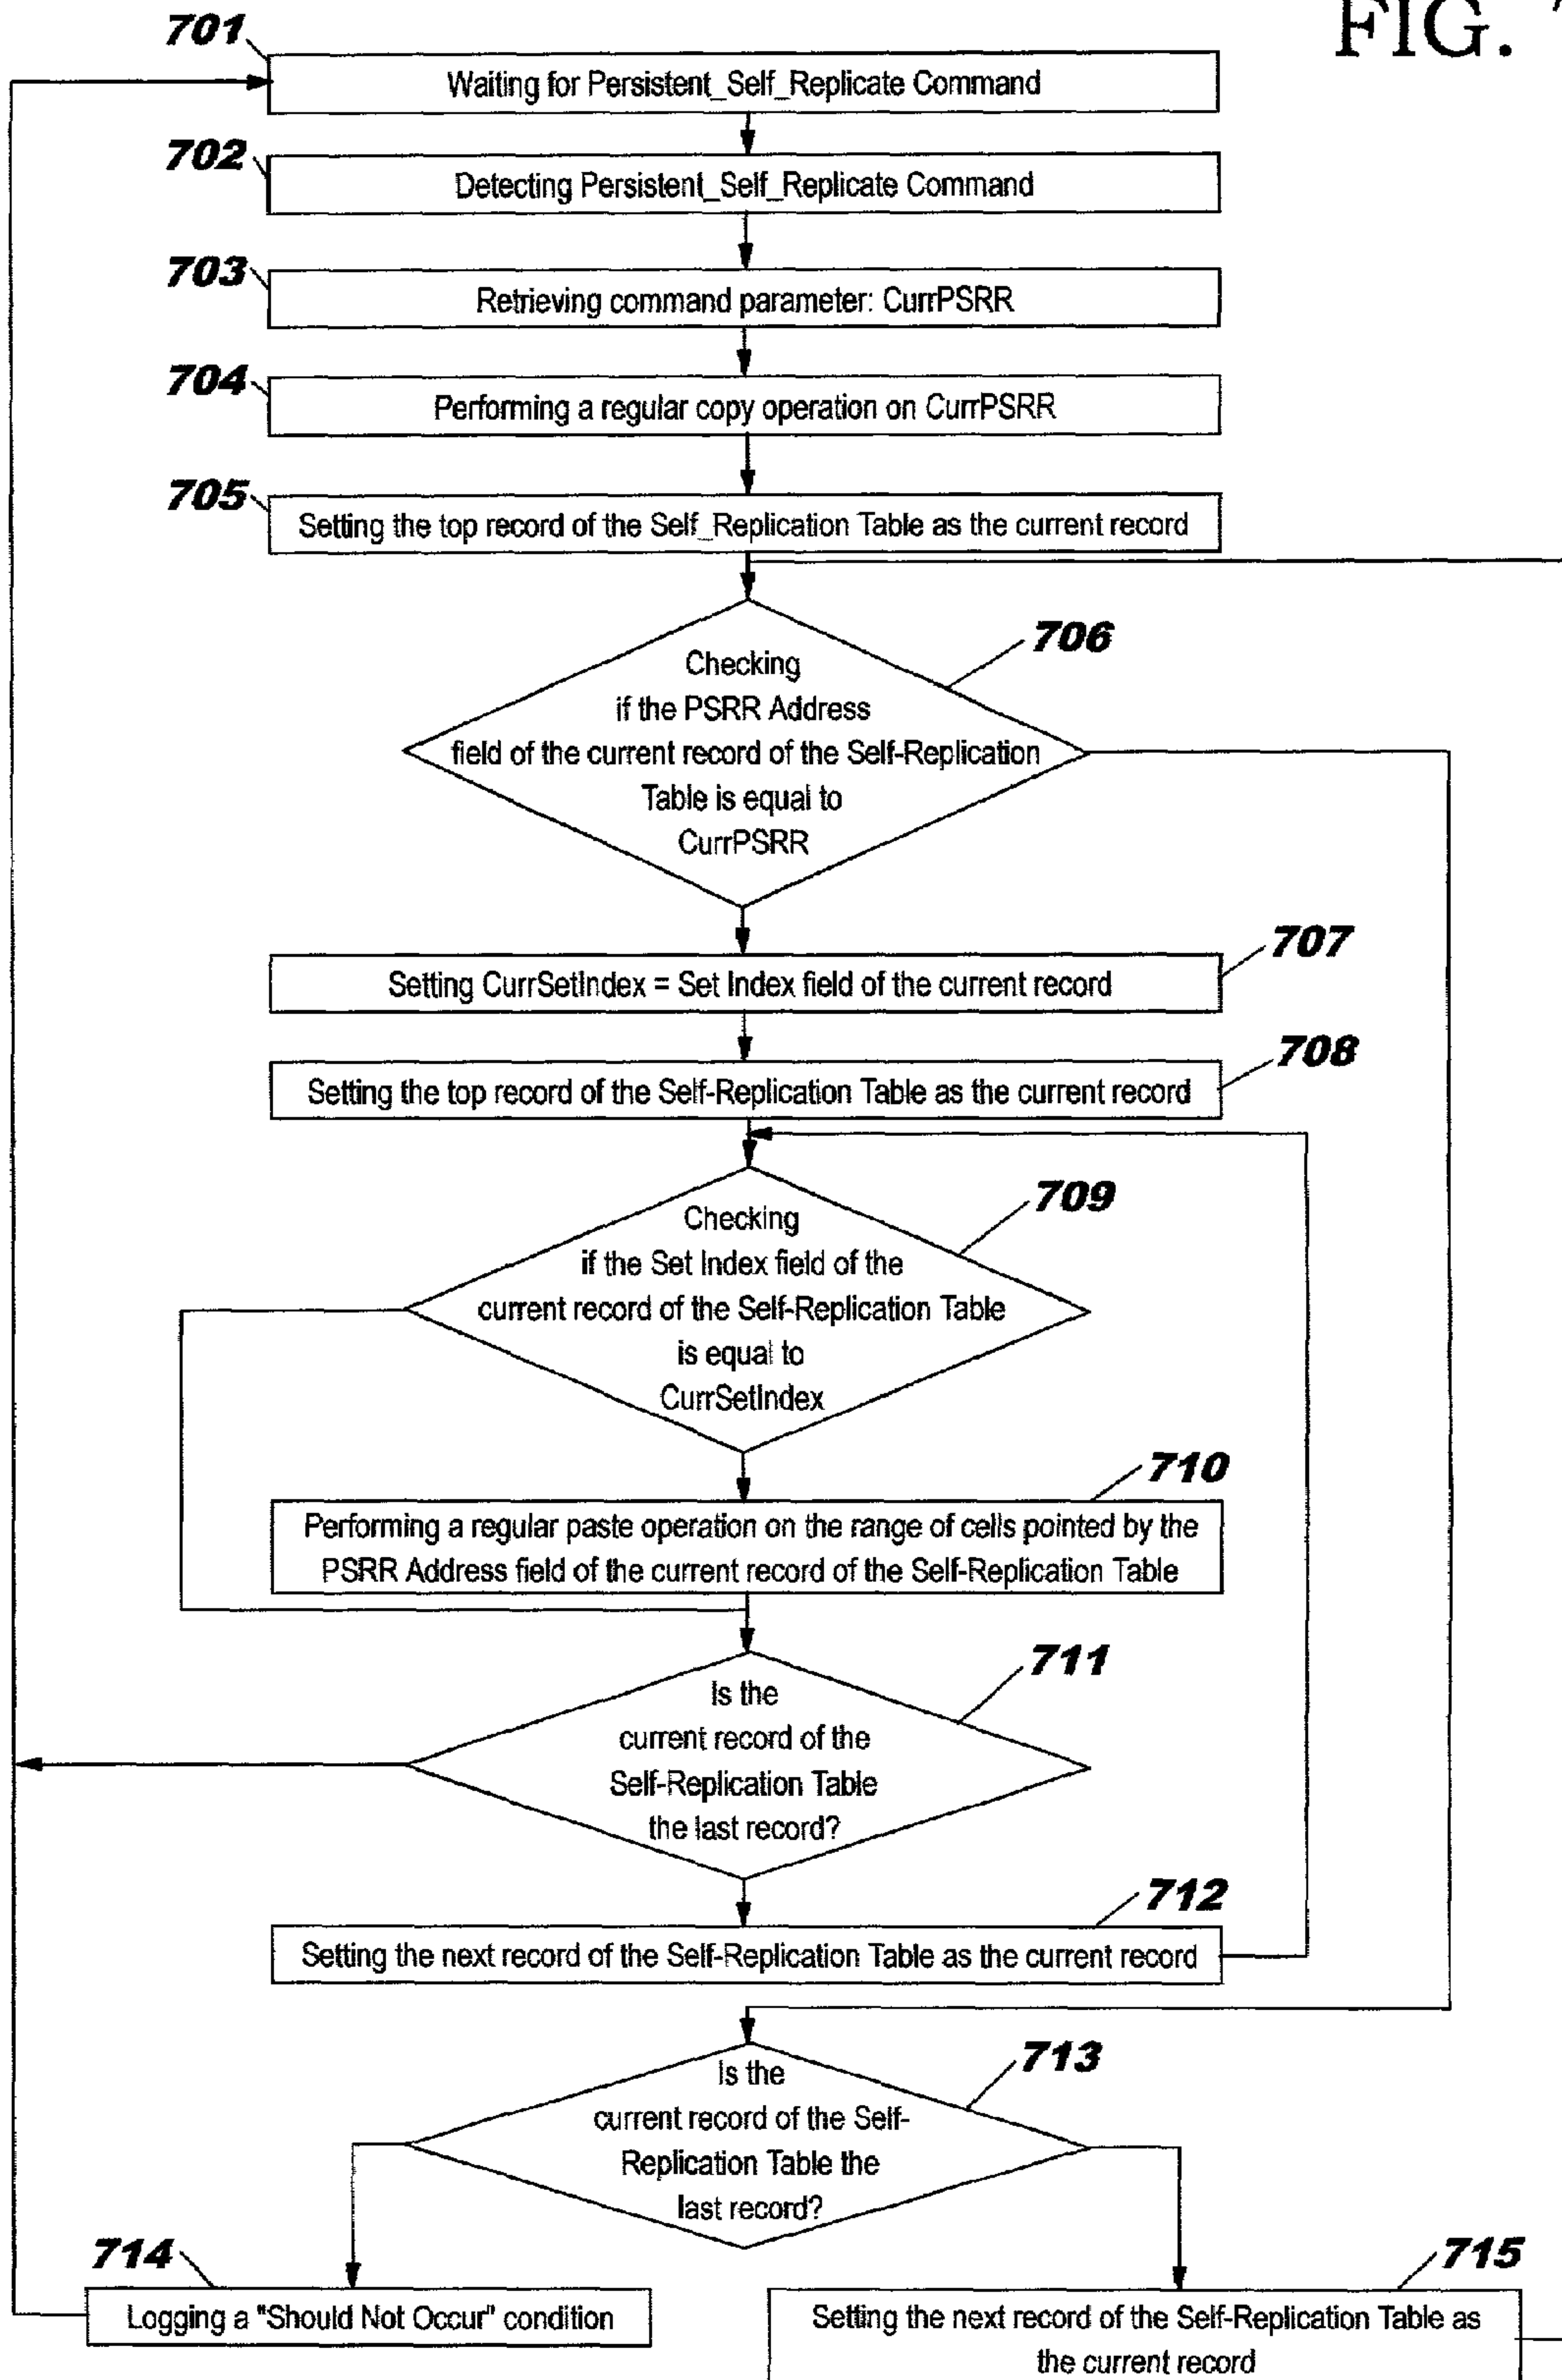 FIG.
701
Waiting for Persistent_Self_Replicate Command
702
Detecting Persistent_Self_Replicate Command
703
Retrieving command parameter: CurrPSRR
704
Performing a regular copy operation on CurrPSRR
705
Setting the top record of the Self_Replication Table as the current record
706
Checking
if the PSRR Address
field of the current record of the Self-Replication
Table is equal to
CurrPSRR
707
Setting CurrSetIndex = Set Index field of the current record
708
Setting the top record of the Self-Replication Table as the current record
709
Checking
if the Set Index field of the
current record of the Self-Replication Table
is equal to
CurrSetIndex
710
Performing a regular paste operation on the range of cells pointed by the
PSRR Address field of the current record of the Self-Replication Table
711
Is the
current record of the
Self-Replication Table
the last record?
712
Setting the next record of the Self-Replication Table as the current record
713
Is the
current record of the Self-
Replication Table the
last record?
714
Logging a "Should Not Occur" condition
715
Setting the next record of the Self-Replication Table as
the current record